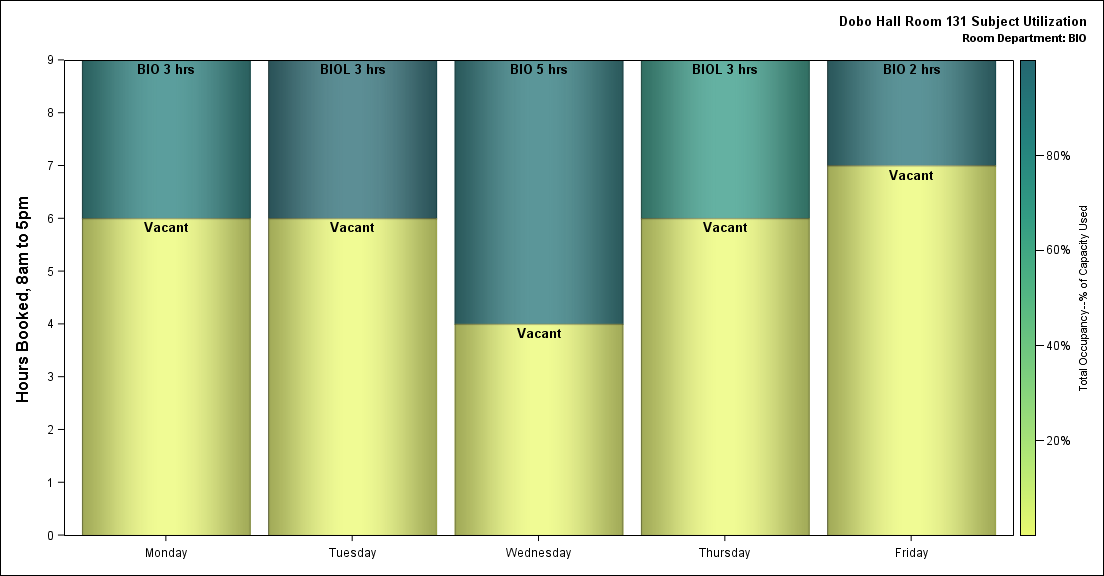 Dobo Hall Room 131 Subject Utilization
Room Department: BIO
Hours Booked, 8am to 5pm
9
8
7
6
5
4
3
2
1
0
BIO 3 hrs
Vacant
BIOL 3 hrs
Vacant
BIO 5 hrs
Vacant
BIOL 3 hrs
Vacant
BIO 2 hrs
Vacant
Monday
Tuesday
Wednesday
Thursday
Friday
80%
60%
40%
20%
Total Occupancy--% of Capacity Used